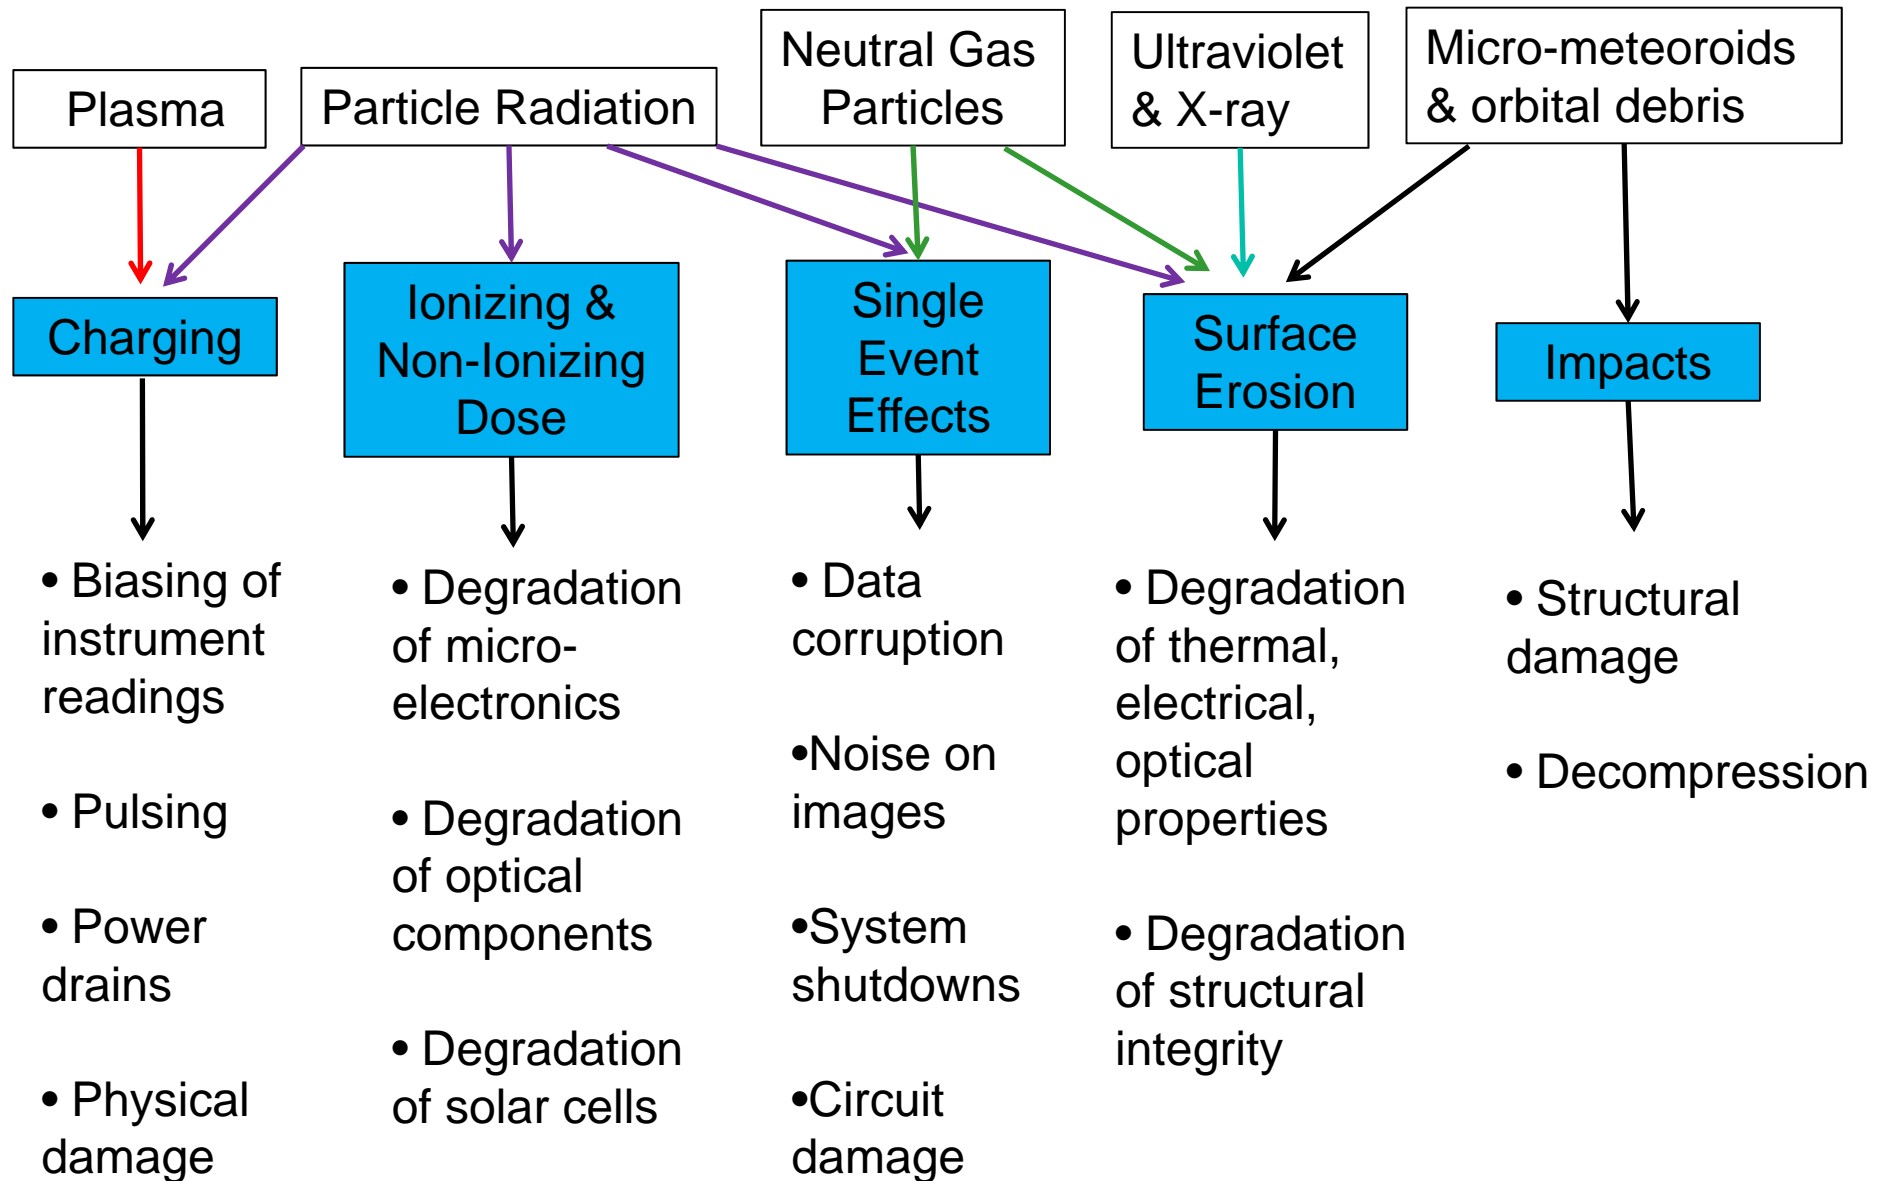 Plasma
Particle Radiation
Neutral Gas
Particles
Ultraviolet
& X-ray
Micro-meteoroids
& orbital debris
Charging
Ionizing &
Non-Ionizing
Dose
Single
Event
Effects
Surface
Erosion
Impacts
• Biasing of
instrument
readings
• Pulsing
• Power
drains
• Physical
damage
• Degradation
of micro-
electronics
• Degradation
of optical
components
• Degradation
of solar cells
• Data
corruption
•Noise on
images
•System
shutdowns
•Circuit
damage
• Degradation
of thermal,
electrical,
optical
properties
• Degradation
of structural
integrity
• Structural
damage
• Decompression